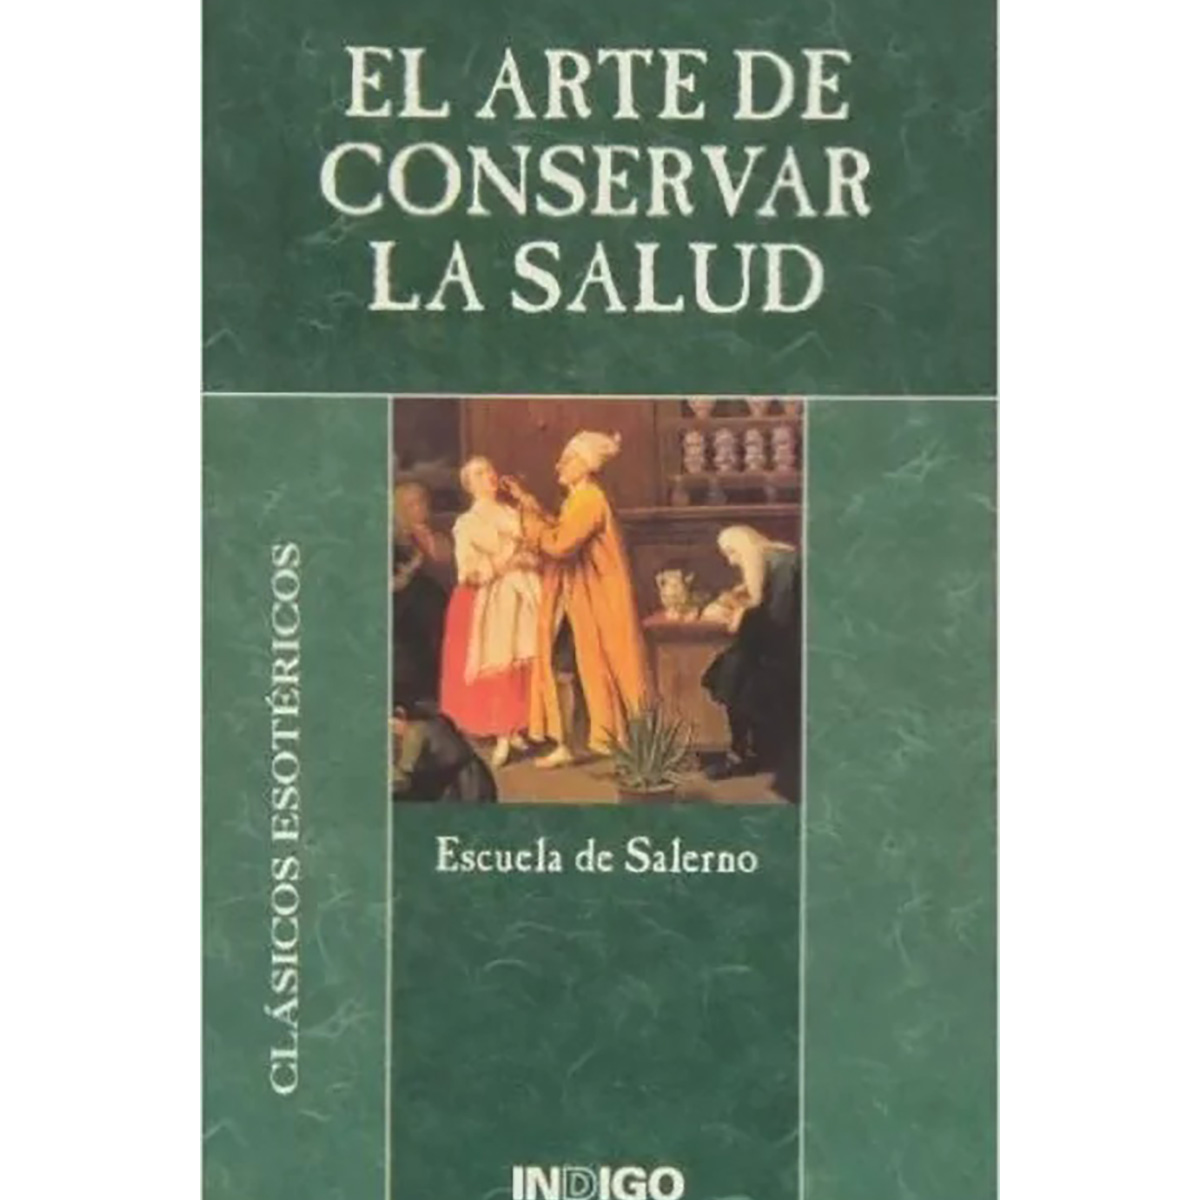 EL ARTE DE
CONSERVAR
LA SALUD
CLÁSICOS ESOTÉRICOS
Escuela de Salerno
INDIGO